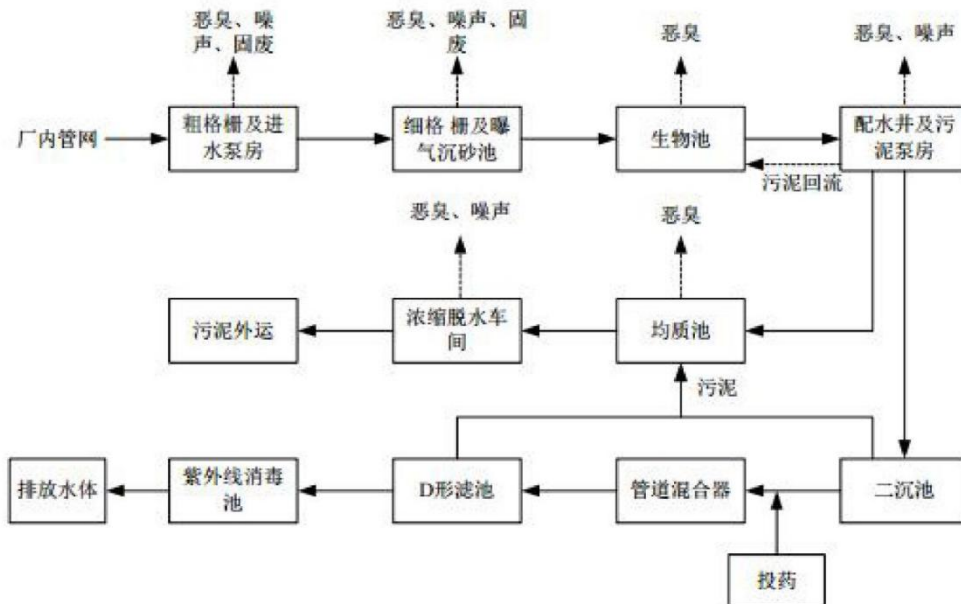 恶臭、噪
声、固废
恶臭、噪声、固
废
恶臭
恶臭、噪声
厂内管网
粗格栅及进
水泵房
细格 栅及曝
气沉砂池
生物池
配水井及污
泥泵房
污泥回流
恶臭、噪声
恶臭
污泥外运
浓缩脱水车
间
均质池
污泥
排放水体
紫外线消毒
池
D形滤池
管道混合器
二沉池
投药